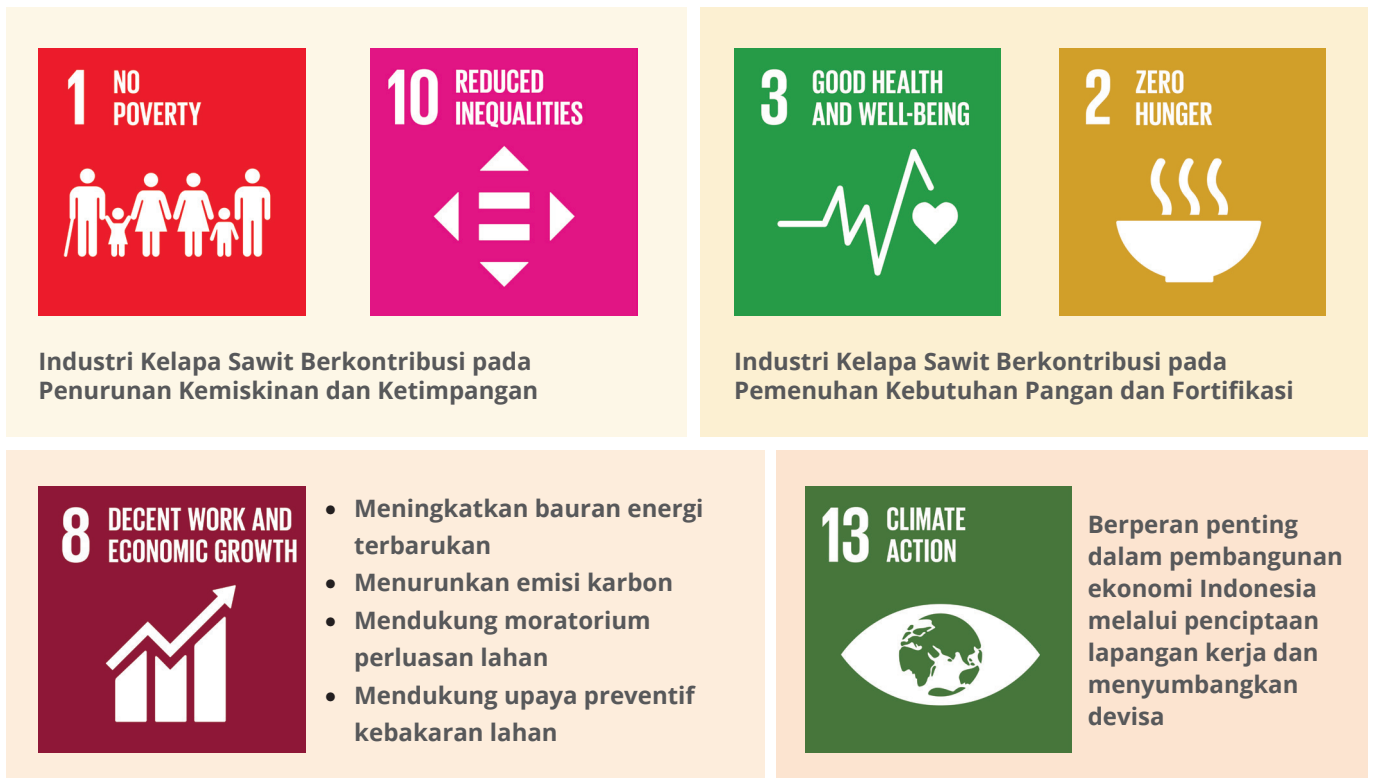 1 NO
POVERTY
10 REDUCED
INEQUALITIES
Industri Kelapa Sawit Berkontribusi pada
Penurunan Kemiskinan dan Ketimpangan
3 GOOD HEALTH
AND WELL-BEING
2 ZERO
HUNGER
Industri Kelapa Sawit Berkontribusi pada
Pemenuhan Kebutuhan Pangan dan Fortifikasi
8 DECENT WORK AND
ECONOMIC GROWTH
• Meningkatkan bauran energi
terbarukan
• Menurunkan emisi karbon
• Mendukung moratorium
perluasan lahan
• Mendukung upaya preventif
kebakaran lahan
13 CLIMATE
ACTION
Berperan penting
dalam pembangunan
ekonomi Indonesia
melalui penciptaan
lapangan kerja dan
menyumbangkan
devisa